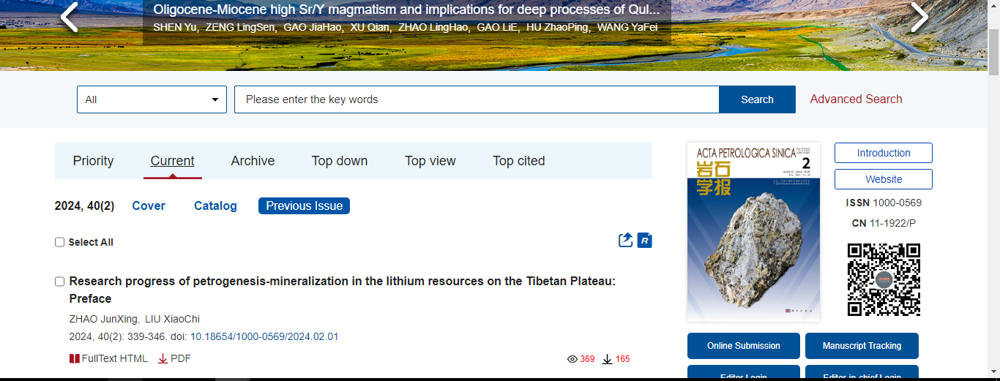 Oligocene-Miocene high Sr/Y magmatism and implications for deep processes of Qul...
SHEN Yu, ZENG LingSen, GAO JiaHao, XU Qian, ZHAO LingHao, GAO LiE, HU ZhaoPing, WANG YaFei
All
Please enter the key words
Search
Advanced Search
Priority
Current
Archive
Top down
Top view
Top cited
2024, 40(2)
Cover
Catalog
Previous Issue
Select All
R
Research progress of petrogenesis-mineralization in the lithium resources on the Tibetan Plateau:
Preface
ZHAO JunXing, LIU XiaoChi
2024, 40(2): 339-346. doi: 10.18654/1000-0569/2024.02.01
FullText HTML
PDF
369
165
ACTA PETROLOGICA SINICA
2
岩石
学报
Introduction
Website
ISSN 1000-0569
CN 11-1922/P
Online Submission
Manuscript Tracking
Editor Login
Editor-in-chief Login